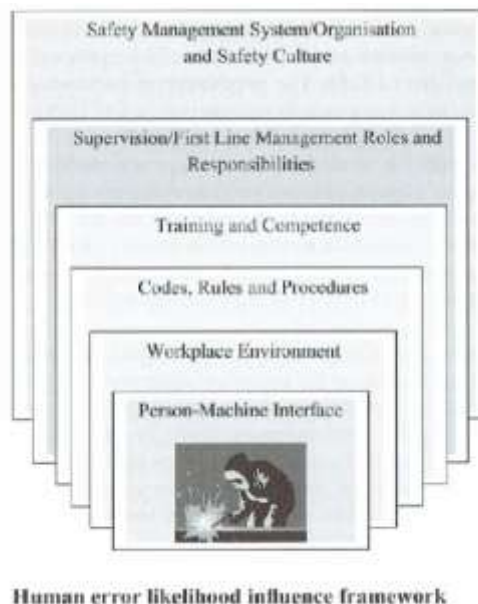 Safety Management System/Organisation
and Safety Culture
Supervision/First Line Management Roles and
Responsibilities
Training and Competence
Codes, Rules and Procedures
Workplace Environment
Person-Machine Interface
Human error likelihood influence framework